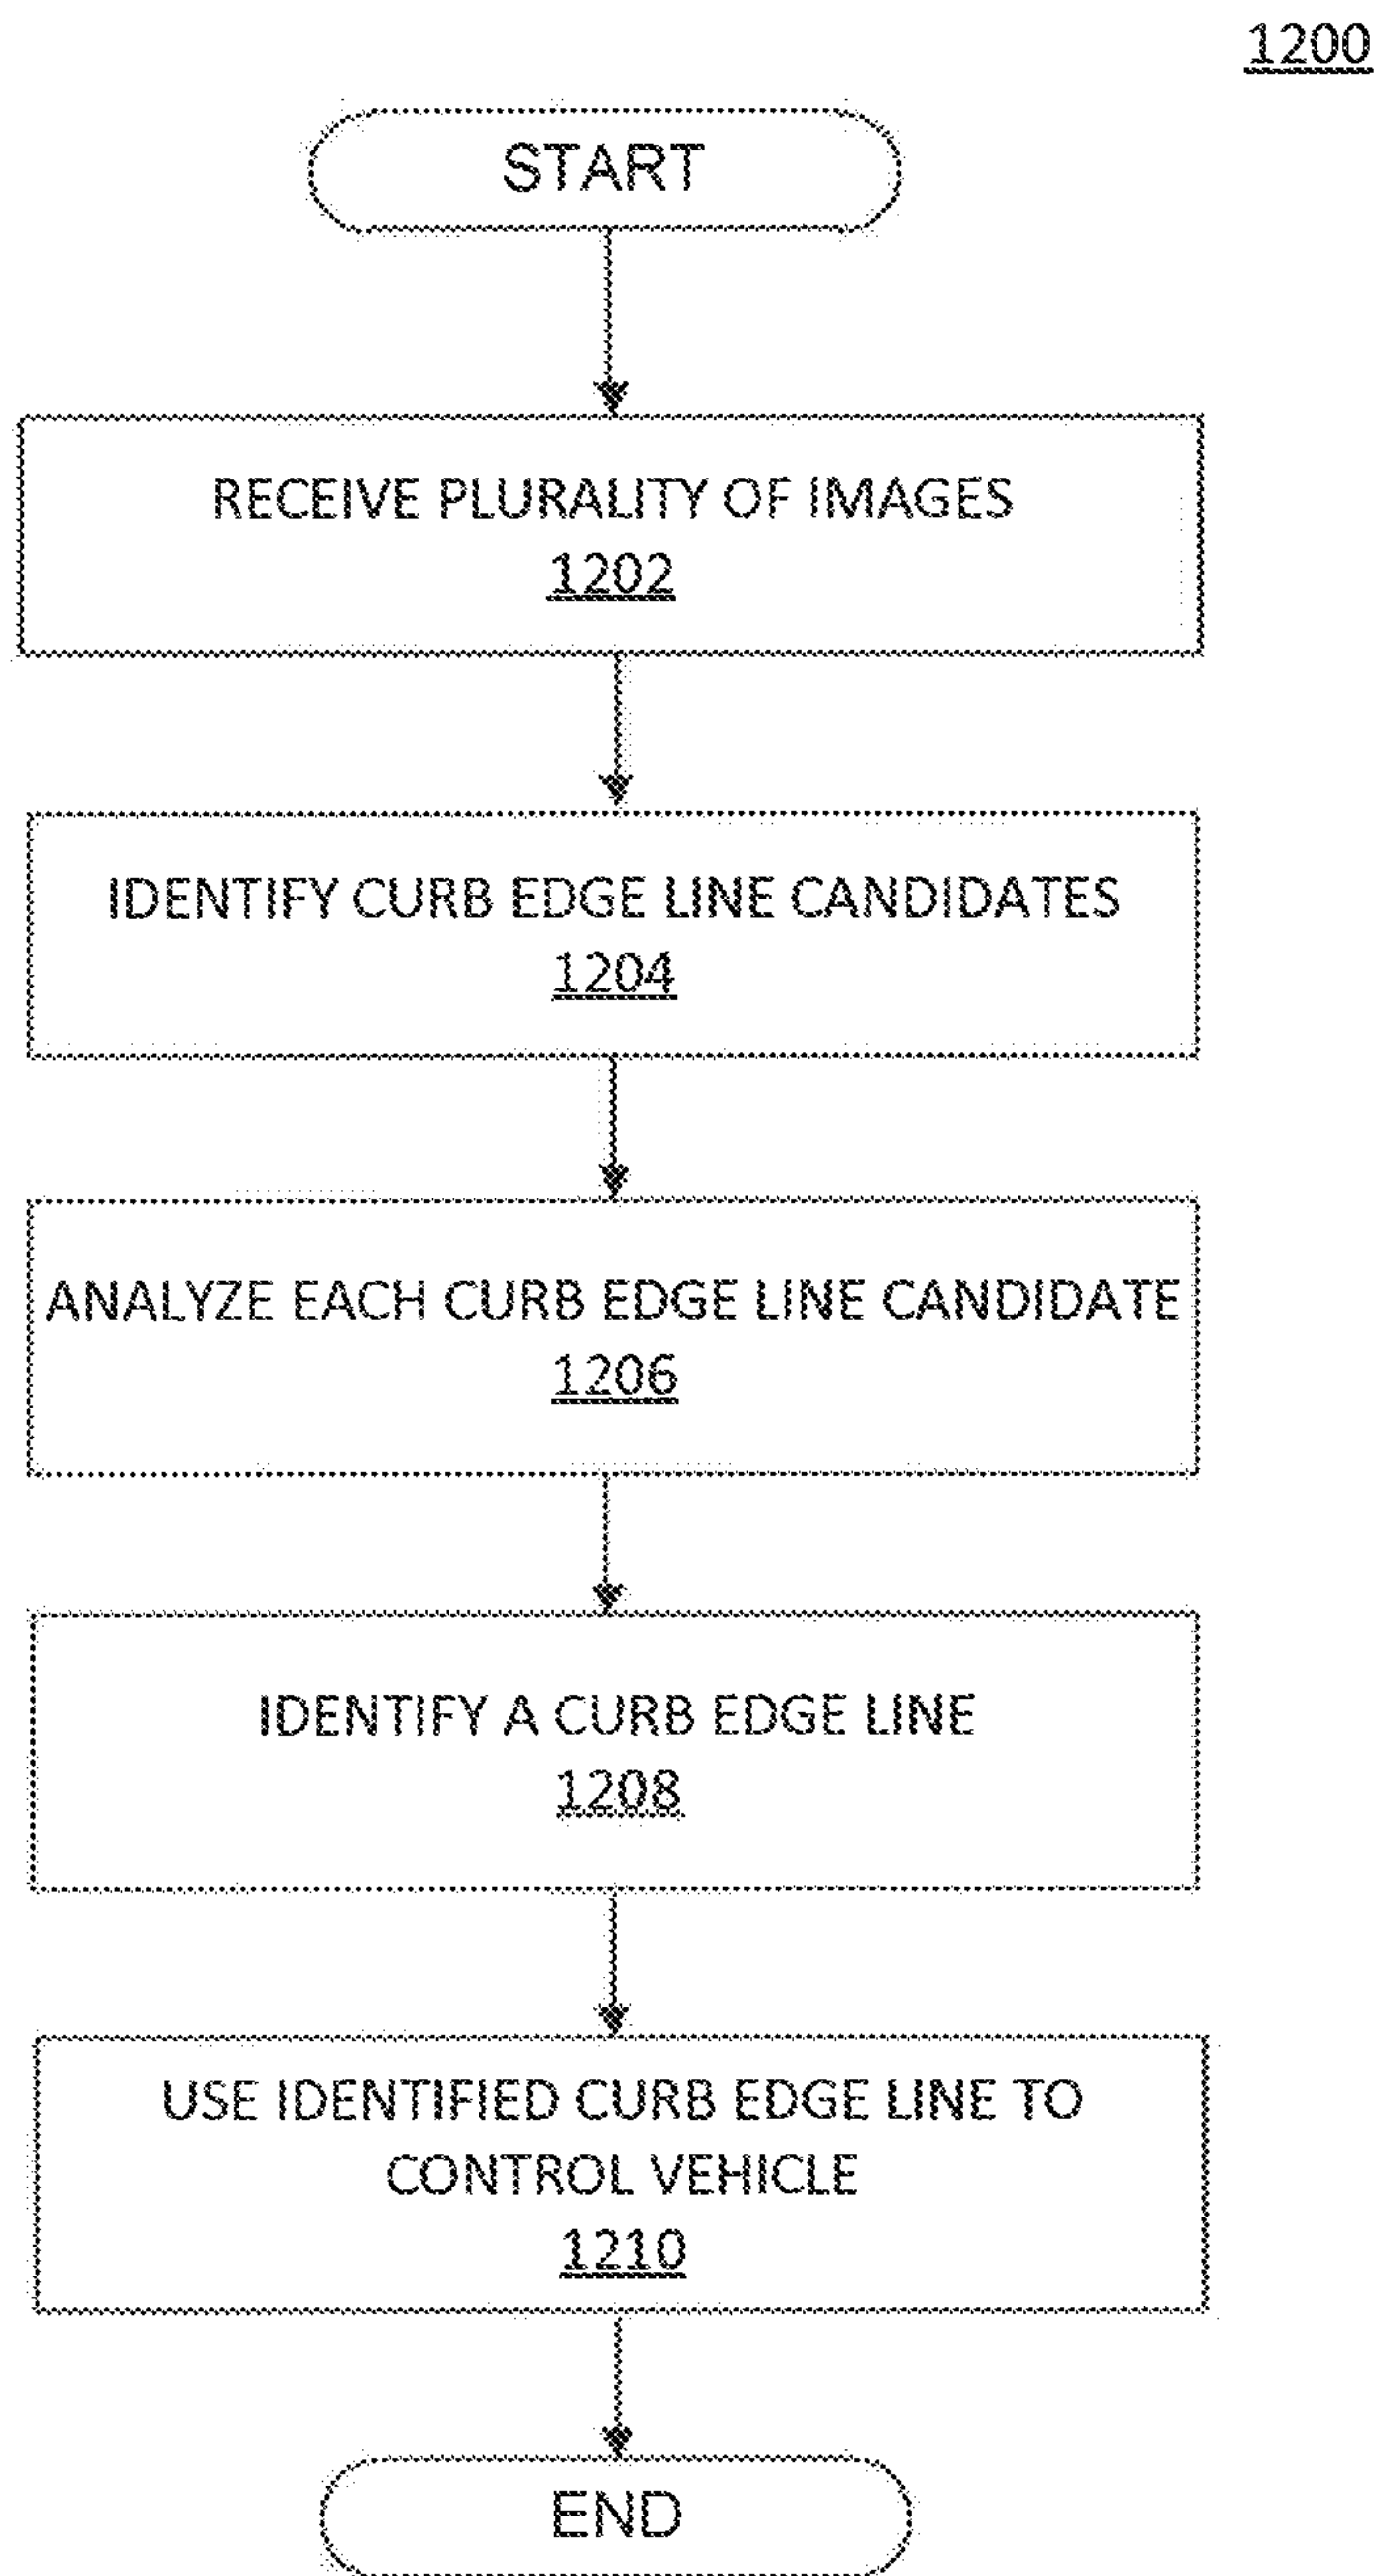 1200
START
RECEIVE PLURALITY OF IMAGES
1202
IDENTIFY CURB EDGE LINE CANDIDATES
1204
ANALYZE EACH CURB EDGE LINE CANDIDATE
1206
IDENTIFY A CURB EDGE LINE
1208
USE IDENTIFIED CURB EDGE LINE TO
CONTROL VEHICLE
1210
END